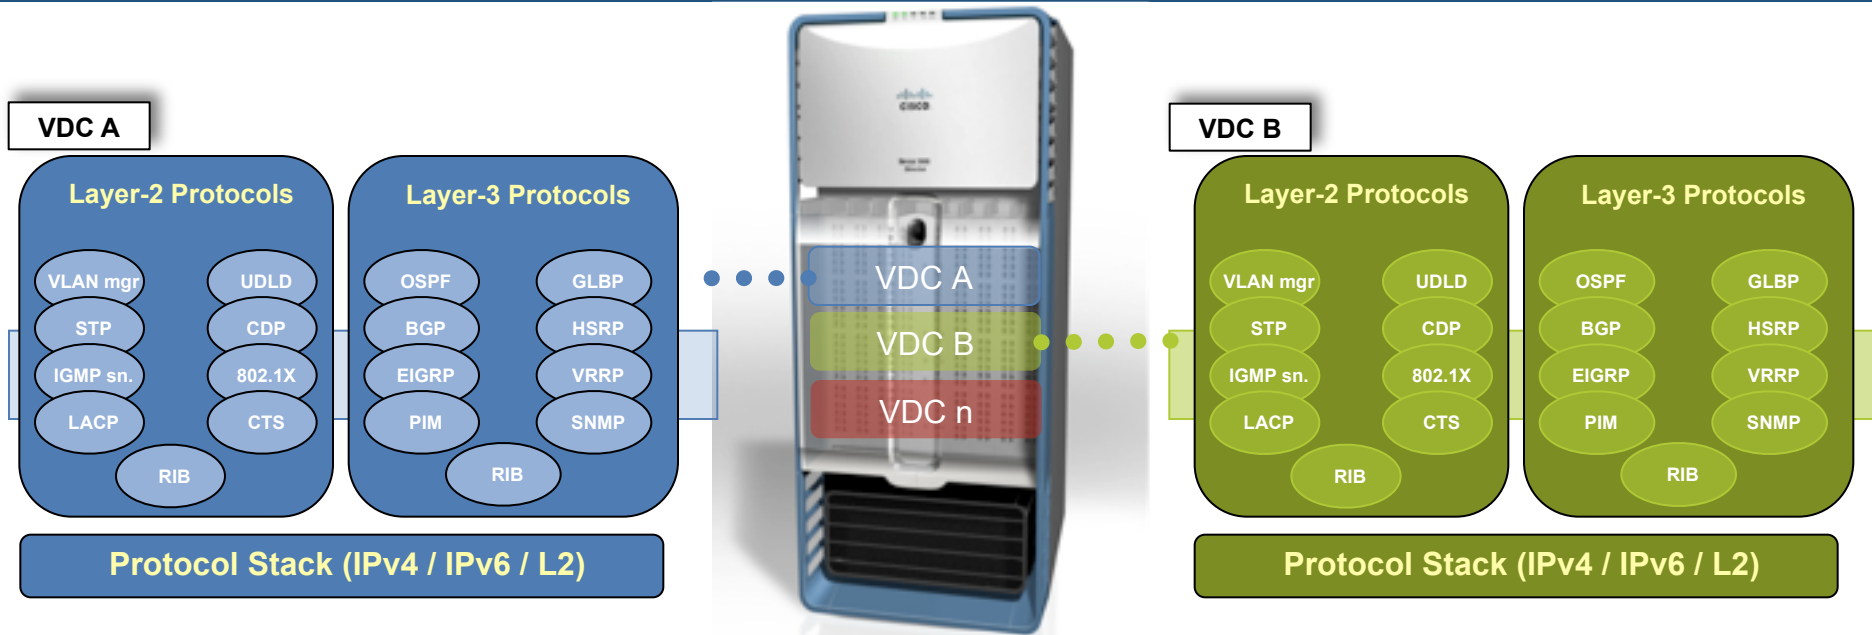 VDC A
Layer-2 Protocols
VLAN mgr
UDLD
STP
CDP
IGMP sn.
802.1X
LACP
CTS
RIB
Layer-3 Protocols
OSPF
GLBP
BGP
HSRP
EIGRP
VRRP
PIM
SNMP
RIB
Protocol Stack (IPv4 / IPv6 / L2)
CISCO
VDC A
VDC B
VDC n
VDC B
Layer-2 Protocols
VLAN mgr
UDLD
STP
CDP
IGMP sn.
802.1X
LACP
CTS
RIB
Layer-3 Protocols
OSPF
GLBP
BGP
HSRP
EIGRP
VRRP
PIM
SNMP
RIB
Protocol Stack (IPv4 / IPv6 / L2)